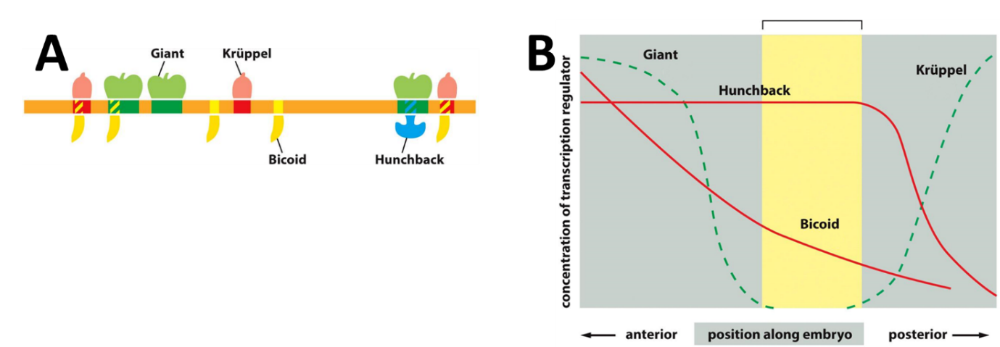 A
Giant
Krüppel
Bicoid
Hunchback
B
Giant
Krüppel
Hunchback
Bicoid
concentration of transcription regulator
anterior
position along embryo
posterior